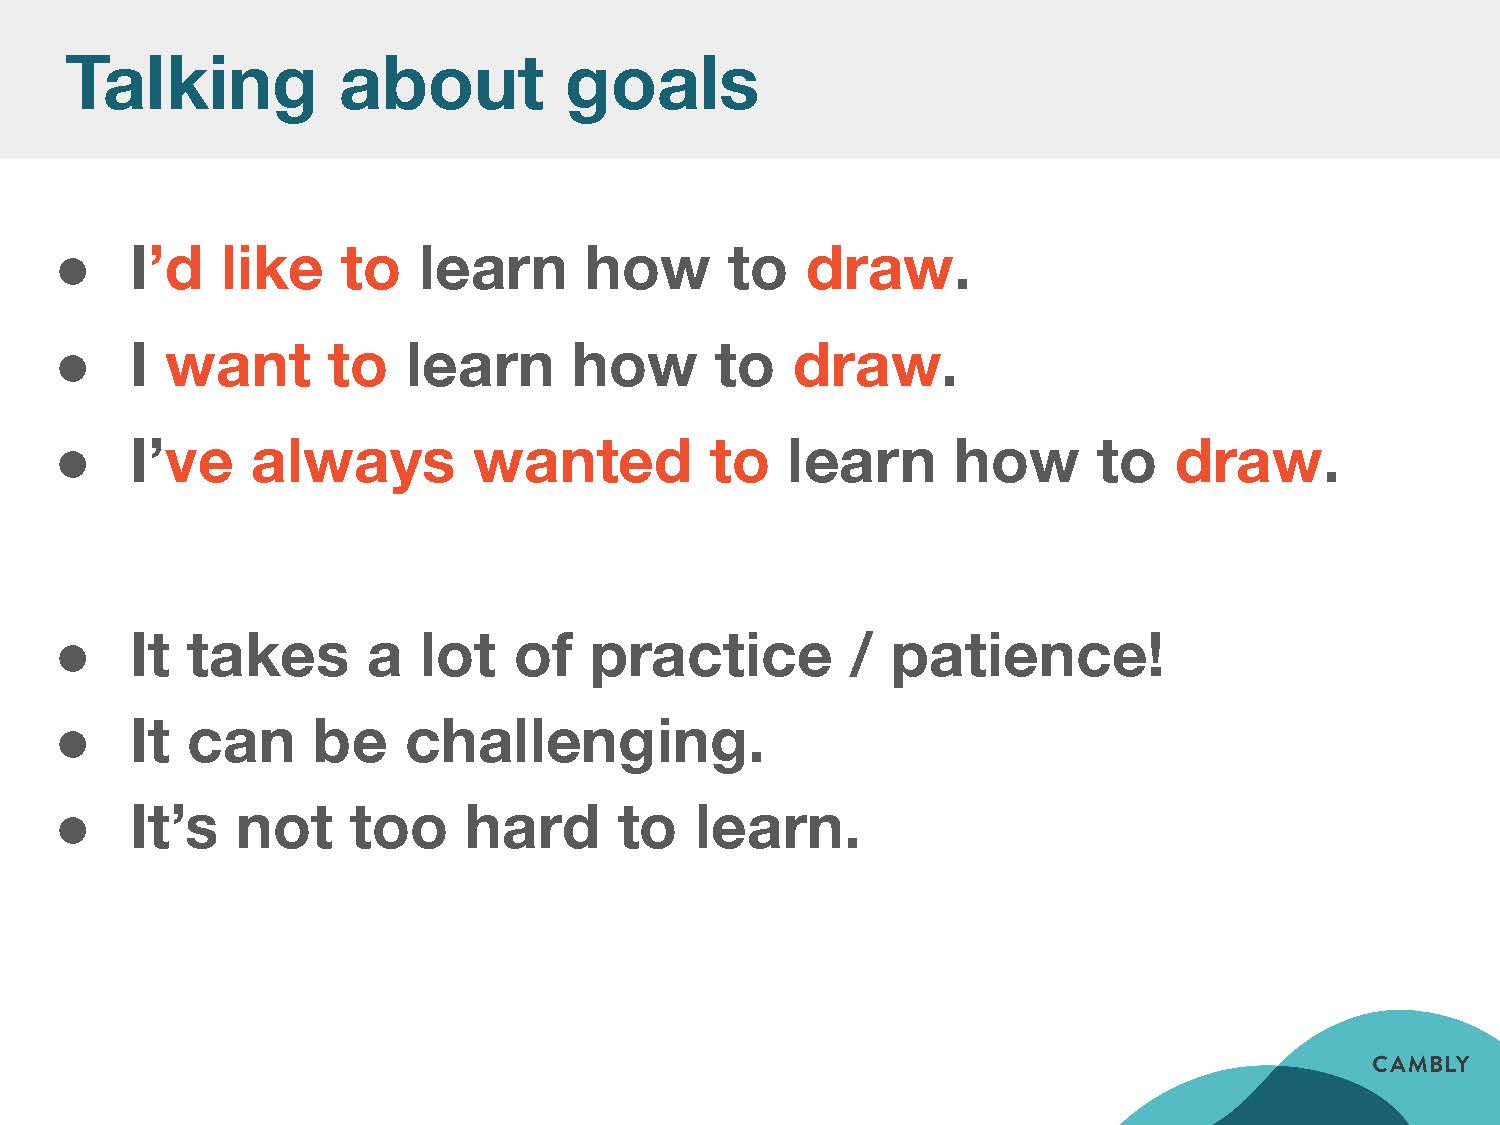 Talking about goals
● I’d like to learn how to draw.
● I want to learn how to draw.
● I’ve always wanted to learn how to draw.
● It takes a lot of practice / patience!
● It can be challenging.
● It’s not too hard to learn.
CAMBLY